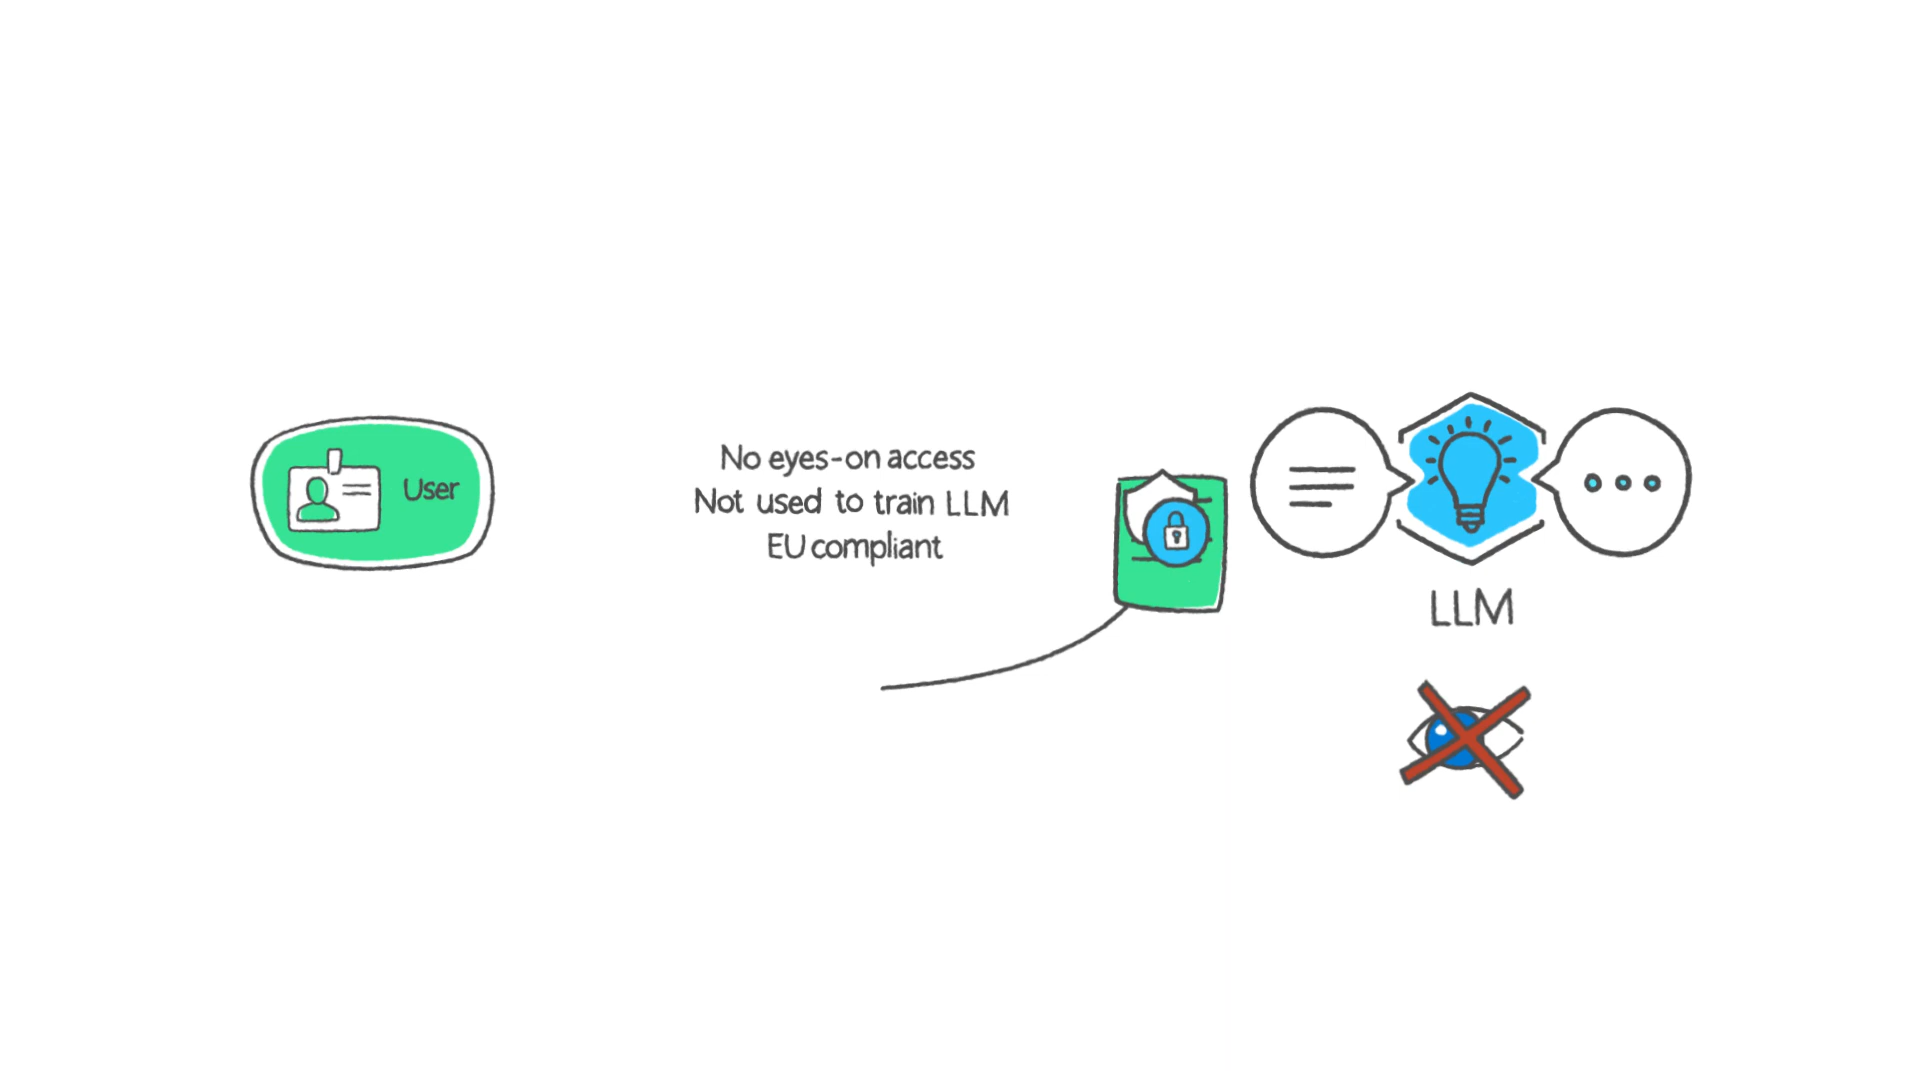 User
No eyes-on access
Not used to train LLM
EU compliant
LLM